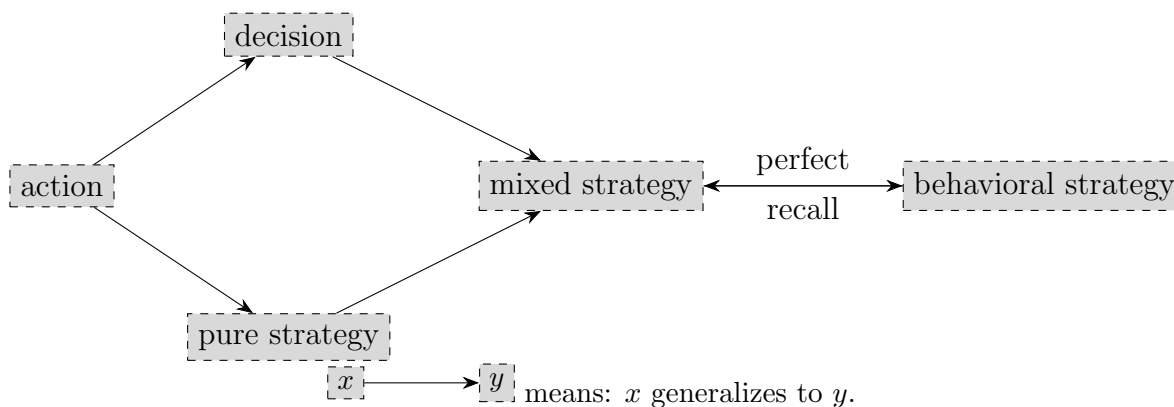 decision
action
mixed strategy
perfect
recall
behavioral strategy
pure strategy
x
y
means: x generalizes to y.